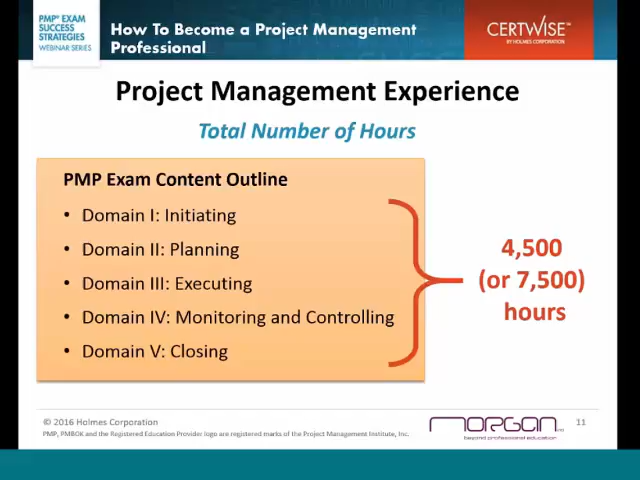 PMP® EXAM
SUCCESS
STRATEGIES
WEBINAR SERIES
How To Become a Project Management
Professional
CERTWISE™
BY HOLMES CORPORATION
Project Management Experience
Total Number of Hours
PMP Exam Content Outline
• Domain I: Initiating
• Domain II: Planning
• Domain III: Executing
• Domain IV: Monitoring and Controlling
• Domain V: Closing
4,500
(or 7,500)
hours
© 2016 Holmes Corporation
PMP, PMBOK and the Registered Education Provider logo are registered marks of the Project Management Institute, Inc.
MORGAN
beyond professional education
11